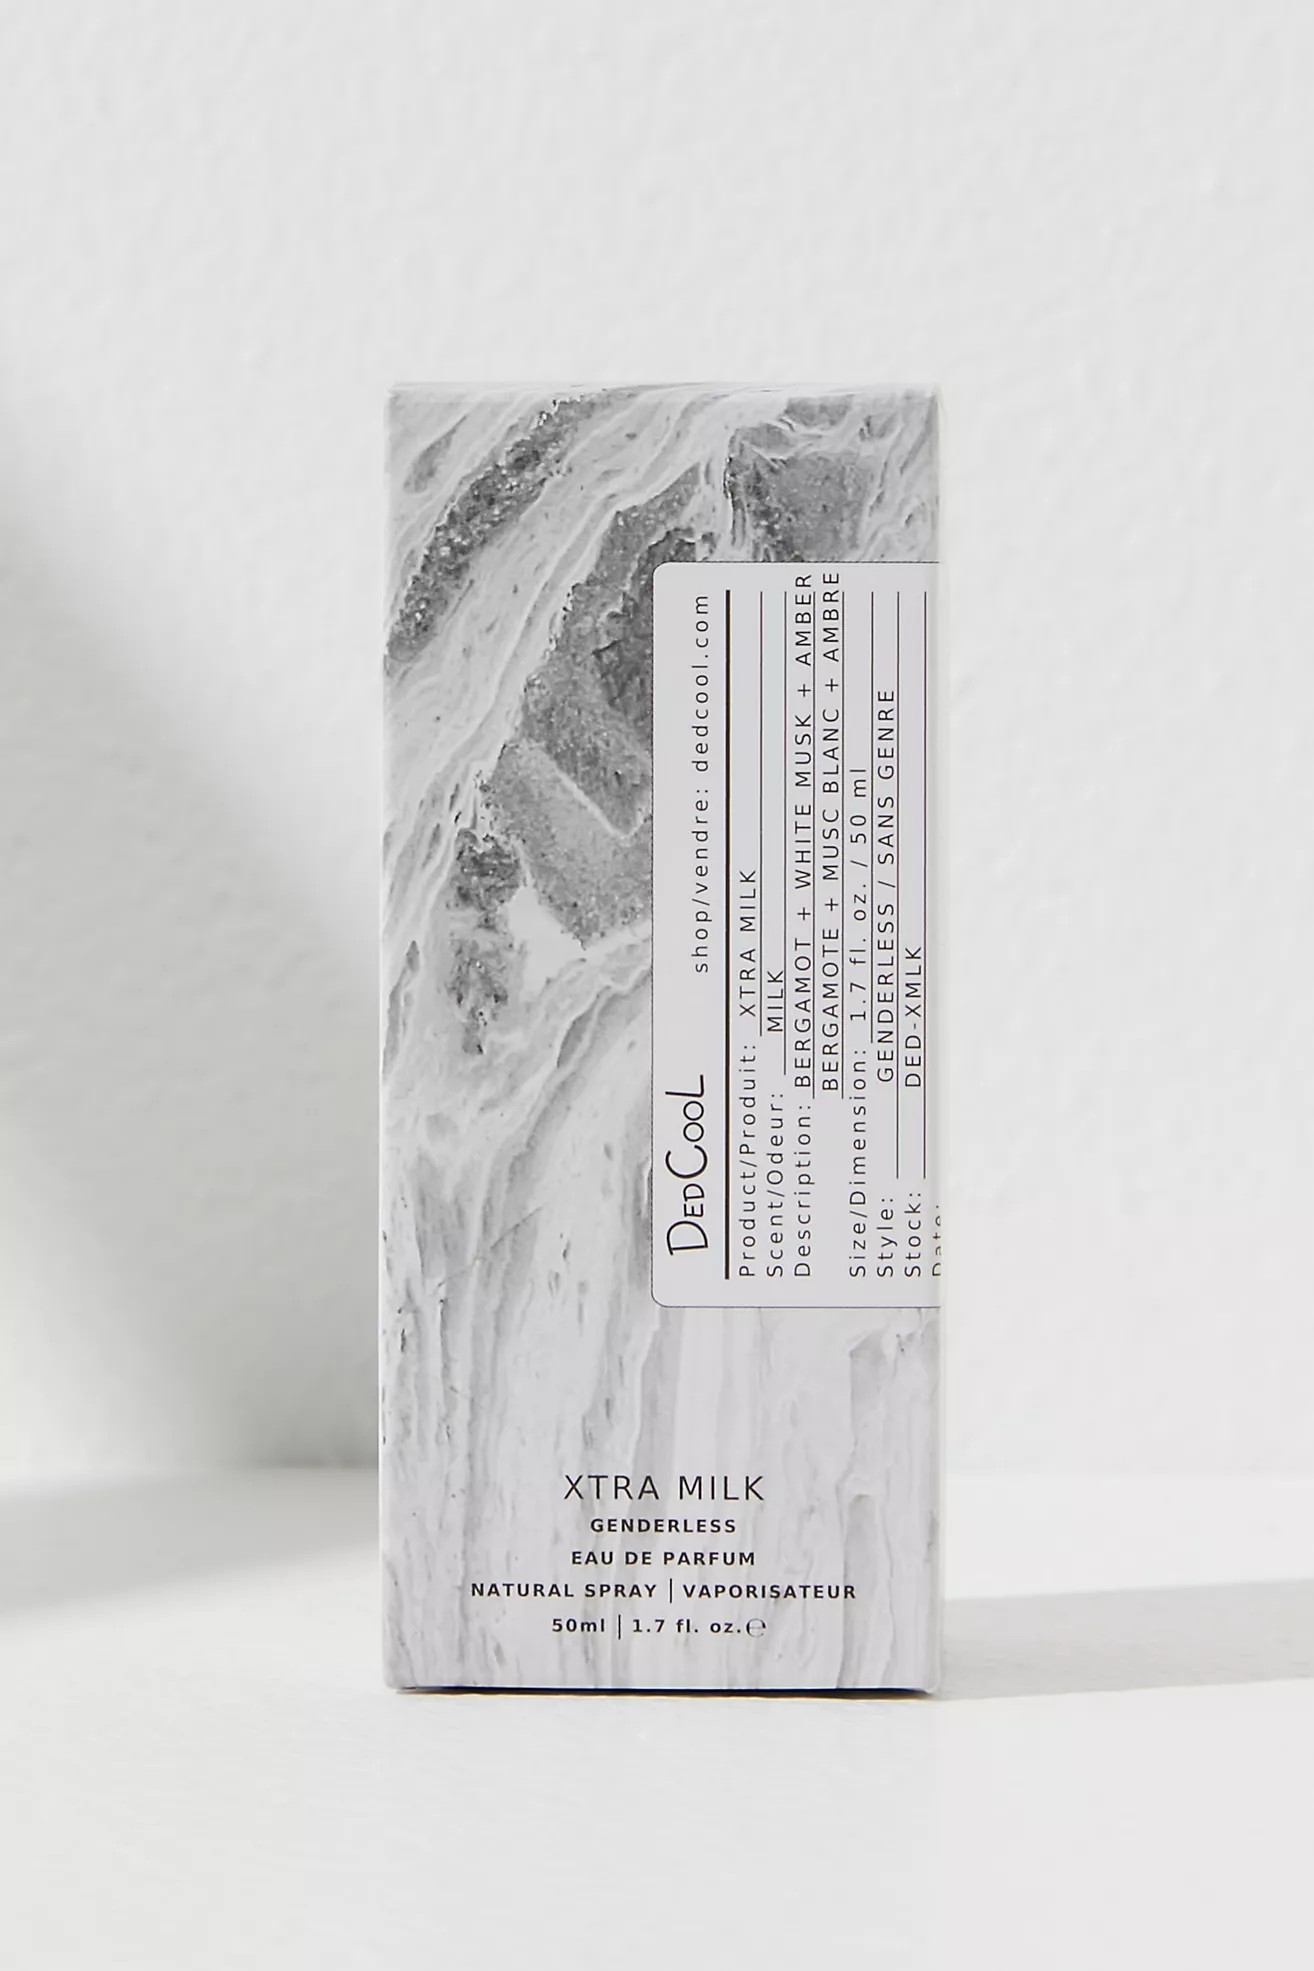 DEDCOOL
shop/vendre: dedcool.com
Product/Produit: XTRA MILK
Scent/Odeur: MILK
Description: BERGAMOT + WHITE MUSK + AMBER
BERGAMOTE + MUSC BLANC + AMBRE
Size/Dimension: 1.7 fl. oz. / 50 ml
Style: GENDERLESS / SANS GENRE
Stock: DED-XMLK
Date:
XTRA MILK
GENDERLESS
EAU DE PARFUM
NATURAL SPRAY | VAPORISATEUR
50ml | 1.7 fl. oz. ℮